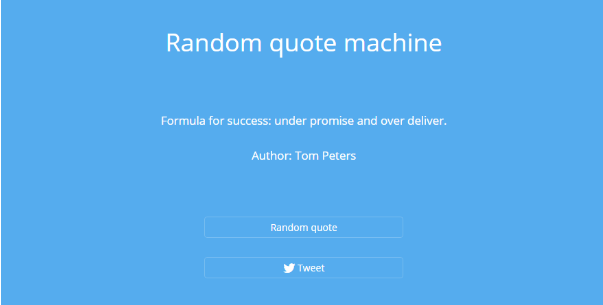 Random quote machine
Formula for success: under promise and over deliver.
Author: Tom Peters
Random quote
Tweet